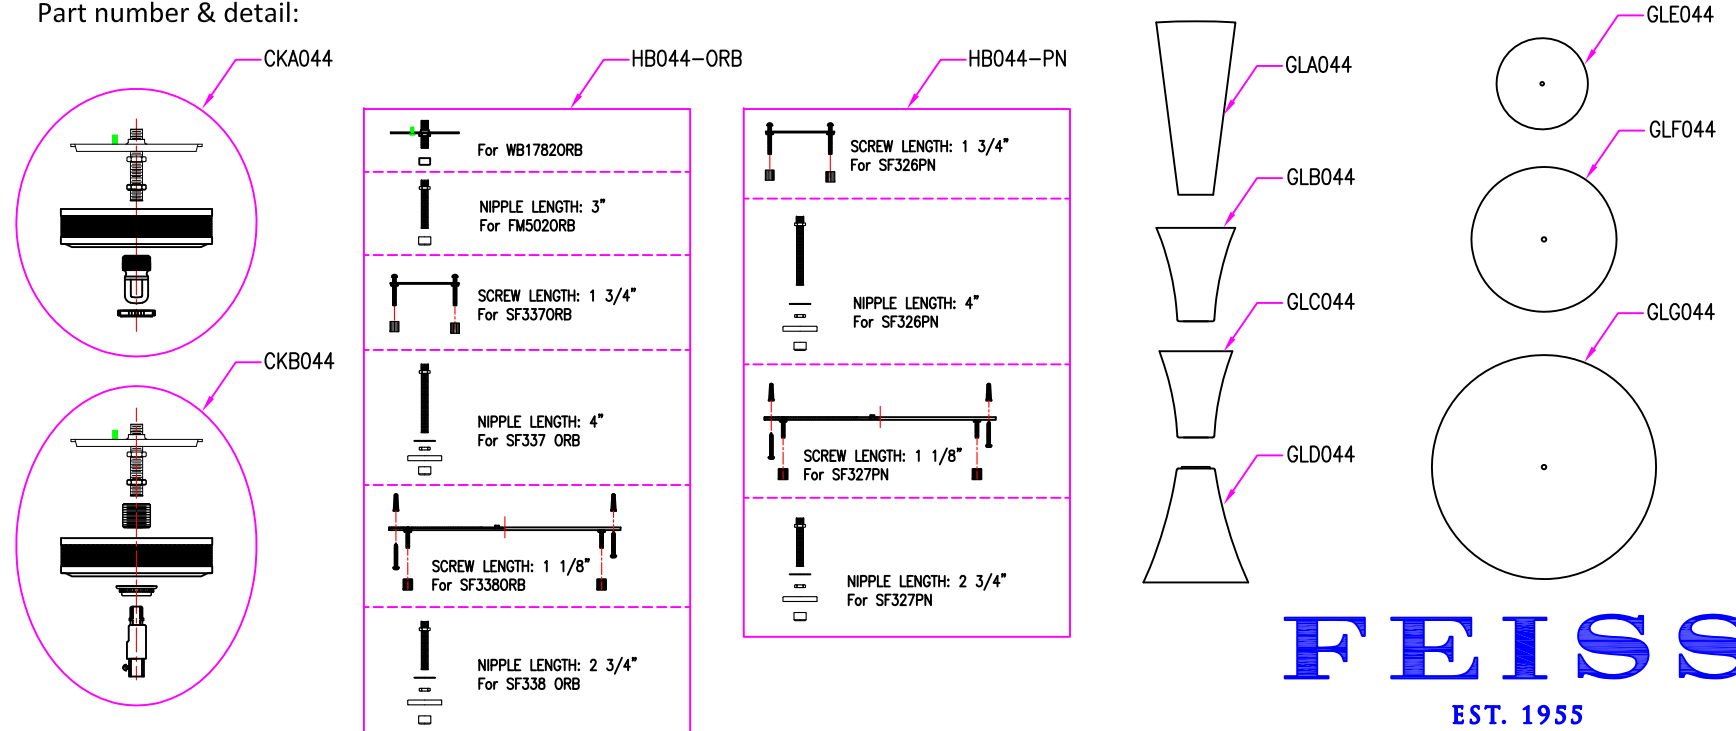 Part number & detail:
CKA044
CKB044
HB044-ORB
For WB1782ORB
NIPPLE LENGTH: 3"
For FM502ORB
SCREW LENGTH: 1 3/4"
For SF337ORB
NIPPLE LENGTH: 4"
For SF337 ORB
SCREW LENGTH: 1 1/8"
For SF338ORB
NIPPLE LENGTH: 2 3/4"
For SF338 ORB
HB044-PN
SCREW LENGTH: 1 3/4"
For SF326PN
NIPPLE LENGTH: 4"
For SF326PN
SCREW LENGTH: 1 1/8"
For SF327PN
NIPPLE LENGTH: 2 3/4"
For SF327PN
GLA044
GLB044
GLC044
GLD044
GLE044
GLF044
GLG044
FEISS
EST. 1955